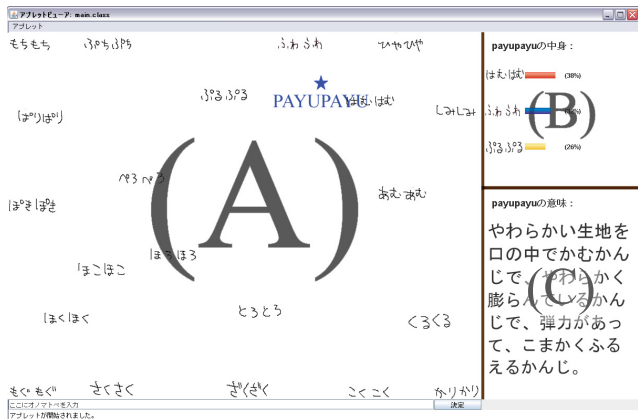 アプレットビューア: main.class
アプレット
もちもち
ぷちぷち
ふわふわ
ひやひや
ぷるぷる
★
PAYUPAYU
はむはむ
しみしみ
ぱりぱり
(A)
ぺろぺろ
あむあむ
ぽきぽき
ほろほろ
ほこほこ
ほくほく
とろとろ
くるくる
もぐもぐ
さくさく
ざくざく
こくこく
かりかり
ここにオノマトペを入力
決定
アプレットが開始されました。
payupayuの中身：
はむはむ (38%)
ふわふわ
(B)
ぷるぷる (26%)
payupayuの意味：
やわらかい生地を
口の中でかむかん
じで、やわらかく
膨らんでいるかん
じで、弾力があっ
て、こまかくふる
えるかんじ。
(C)